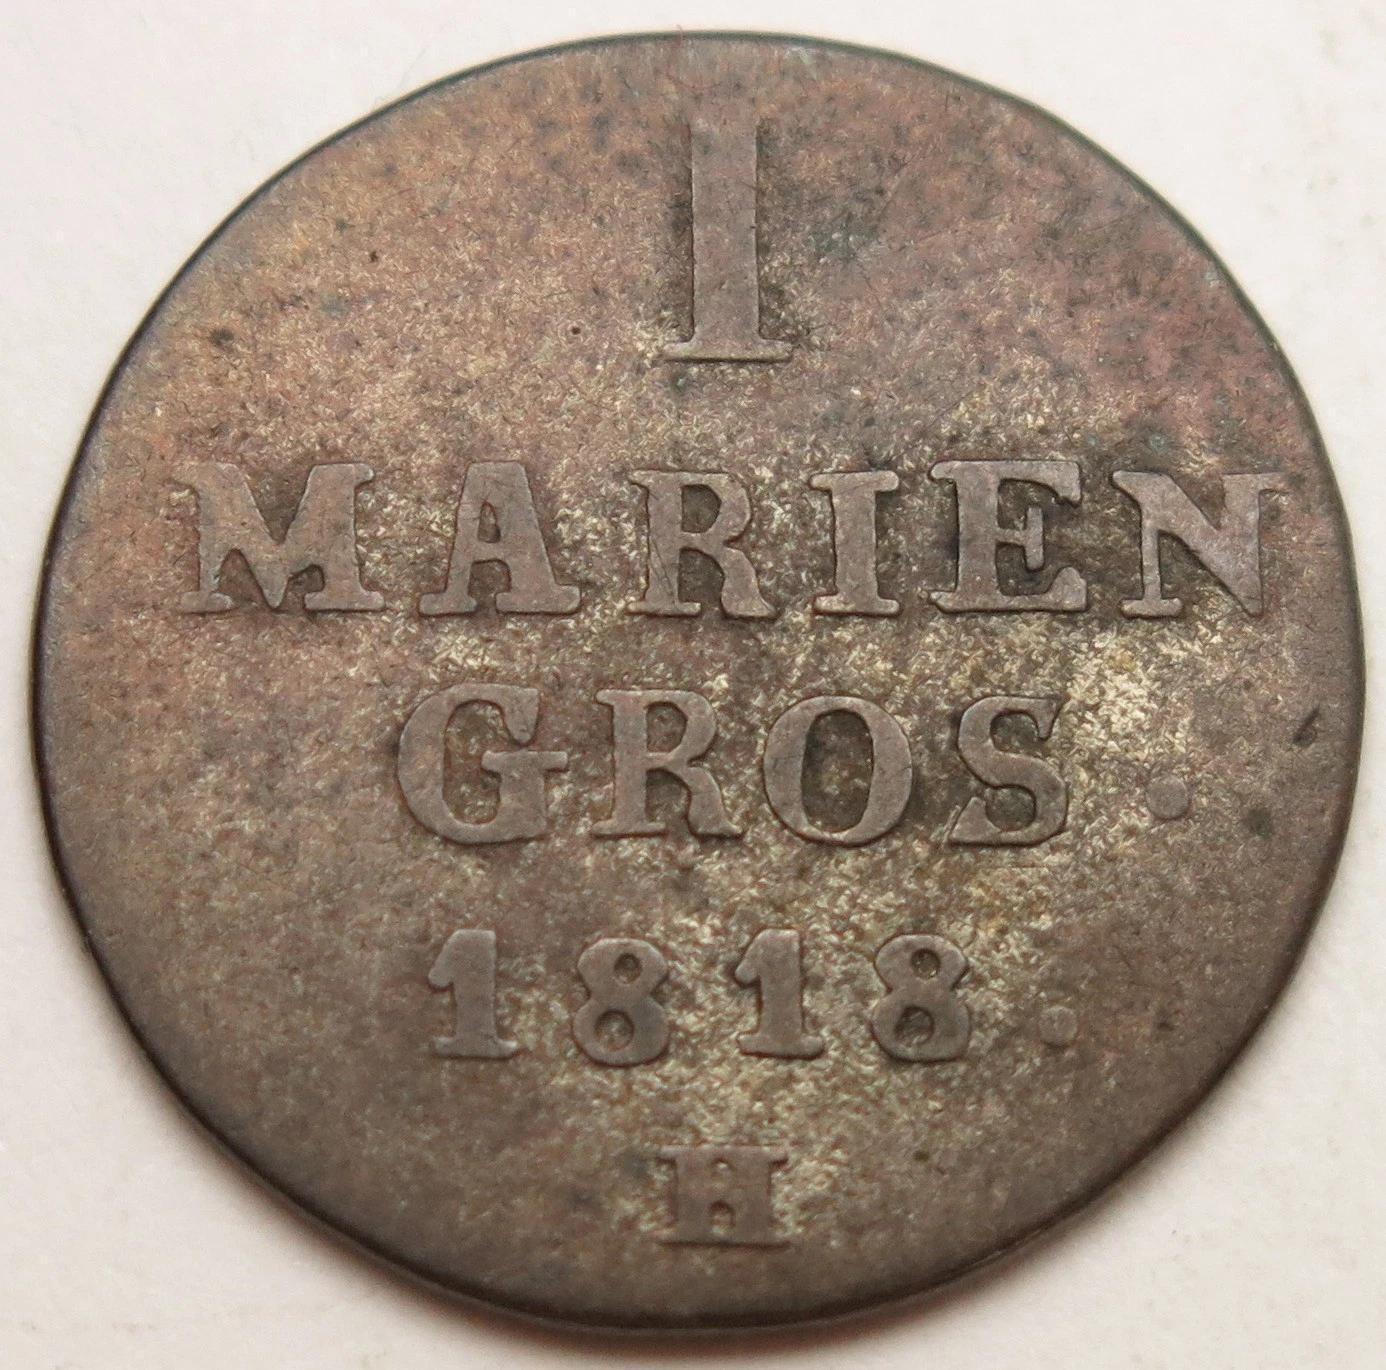 I
MARIEN
GROS.
1818.
H